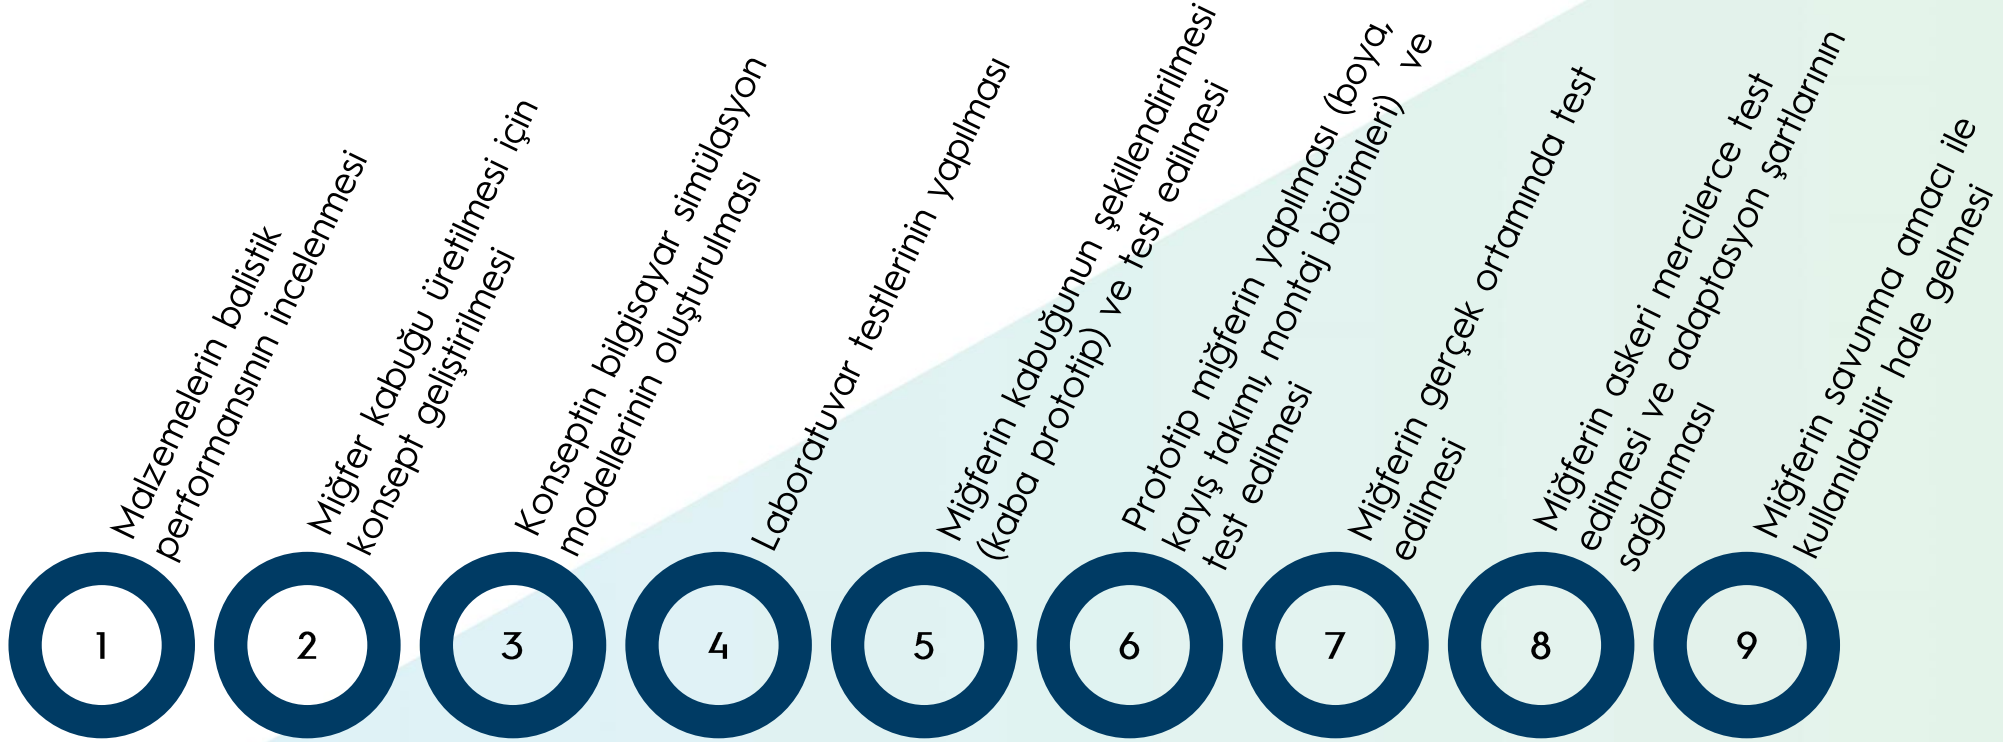 Malzemelerin balistik
performansının incelenmesi
Miğfer kabuğu üretilmesi için
konsept geliştirilmesi
Konseptin bilgisayar simülasyon
modellerinin oluşturulması
Laboratuvar testlerinin yapılması
Miğferin kabuğunun şekillendirilmesi
(kaba prototip) ve test edilmesi
Prototip miğferin yapılması (boya,
kayış takımı, montaj bölümleri) ve
test edilmesi
Miğferin gerçek ortamında test
edilmesi
Miğferin askeri mercilerce test
edilmesi ve adaptasyon şartlarının
sağlanması
Miğferin savunma amacı ile
kullanılabilir hale gelmesi
1
2
3
4
5
6
7
8
9